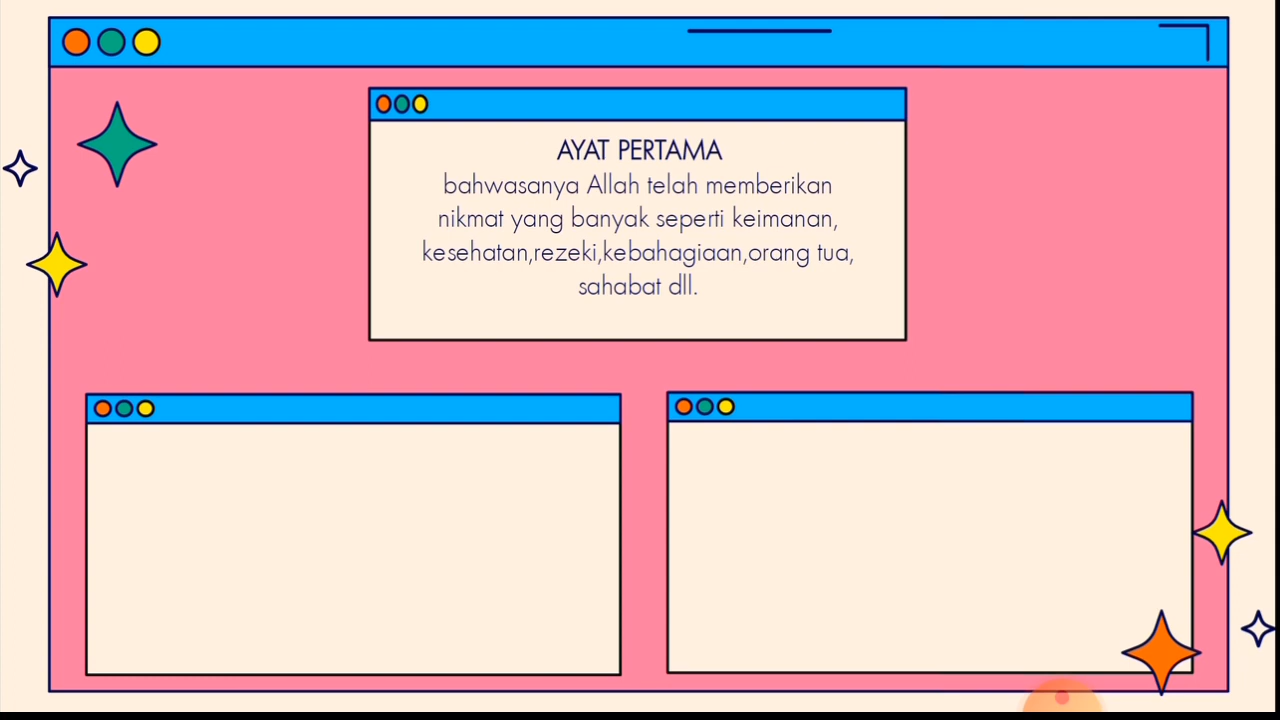 AYAT PERTAMA
bahwasanya Allah telah memberikan
nikmat yang banyak seperti keimanan,
kesehatan,rezeki,kebahagiaan,orang tua,
sahabat dll.